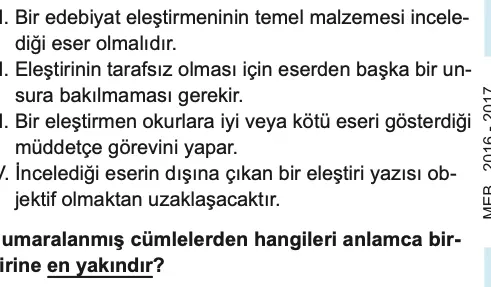 I. Bir edebiyat eleştirmeninin temel malzemesi incele-
diği eser olmalıdır.
I. Eleştirinin tarafsız olması için eserden başka bir un-
sura bakılmaması gerekir.
I. Bir eleştirmen okurlara iyi veya kötü eseri gösterdiği
müddetçe görevini yapar.
V. İncelediği eserin dışına çıkan bir eleştiri yazısı ob-
jektif olmaktan uzaklaşacaktır.
umaralanmış cümlelerden hangileri anlamca bir-
irine en yakındır?
MEB 2016 - 2017